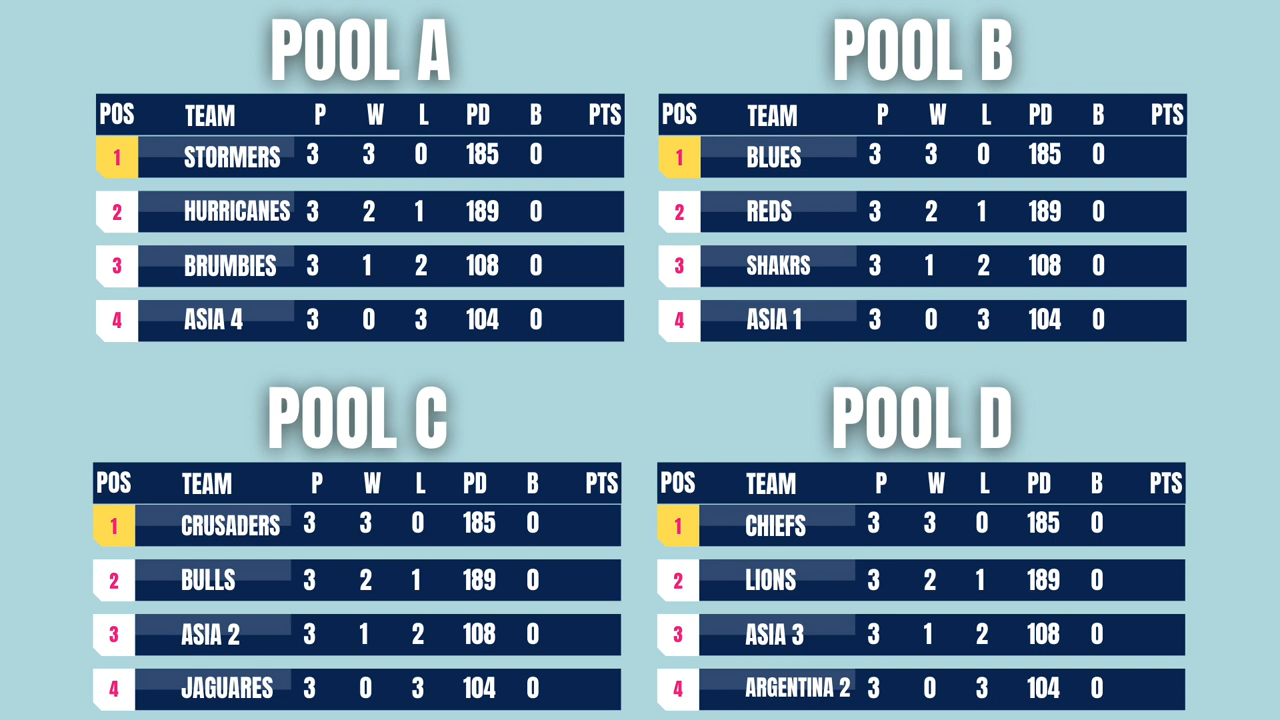 POOL A
POS TEAM P W L PD B PTS
1 STORMERS 3 3 0 185 0
2 HURRICANES 3 2 1 189 0
3 BRUMBIES 3 1 2 108 0
4 ASIA 4 3 0 3 104 0
POOL B
POS TEAM P W L PD B PTS
1 BLUES 3 3 0 185 0
2 REDS 3 2 1 189 0
3 SHAKRS 3 1 2 108 0
4 ASIA 1 3 0 3 104 0
POOL C
POS TEAM P W L PD B PTS
1 CRUSADERS 3 3 0 185 0
2 BULLS 3 2 1 189 0
3 ASIA 2 3 1 2 108 0
4 JAGUARES 3 0 3 104 0
POOL D
POS TEAM P W L PD B PTS
1 CHIEFS 3 3 0 185 0
2 LIONS 3 2 1 189 0
3 ASIA 3 3 1 2 108 0
4 ARGENTINA 2 3 0 3 104 0